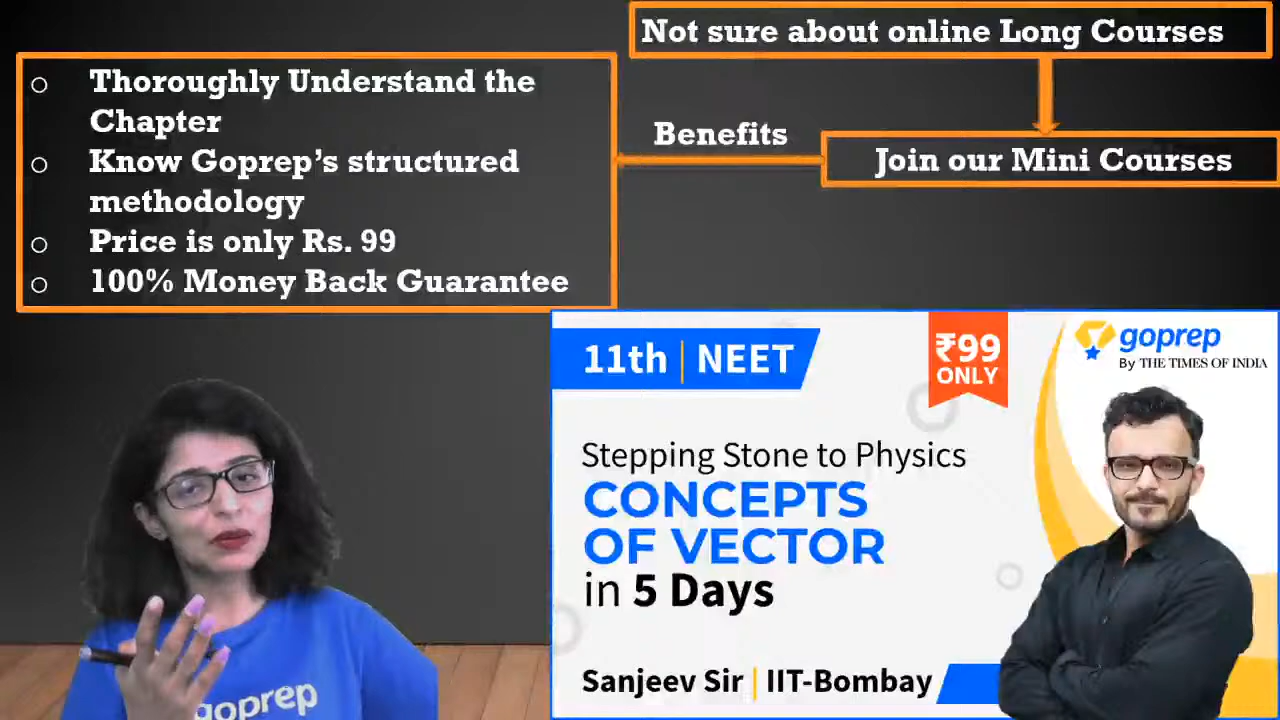 Not sure about online Long Courses
Thoroughly Understand the
Chapter
Know Goprep's structured
methodology
Price is only Rs. 99
100% Money Back Guarantee
Benefits
Join our Mini Courses
11th | NEET
₹99
ONLY
goprep
By THE TIMES OF INDIA
Stepping Stone to Physics
CONCEPTS
OF VECTOR
in 5 Days
Sanjeev Sir | IIT-Bombay
goprep